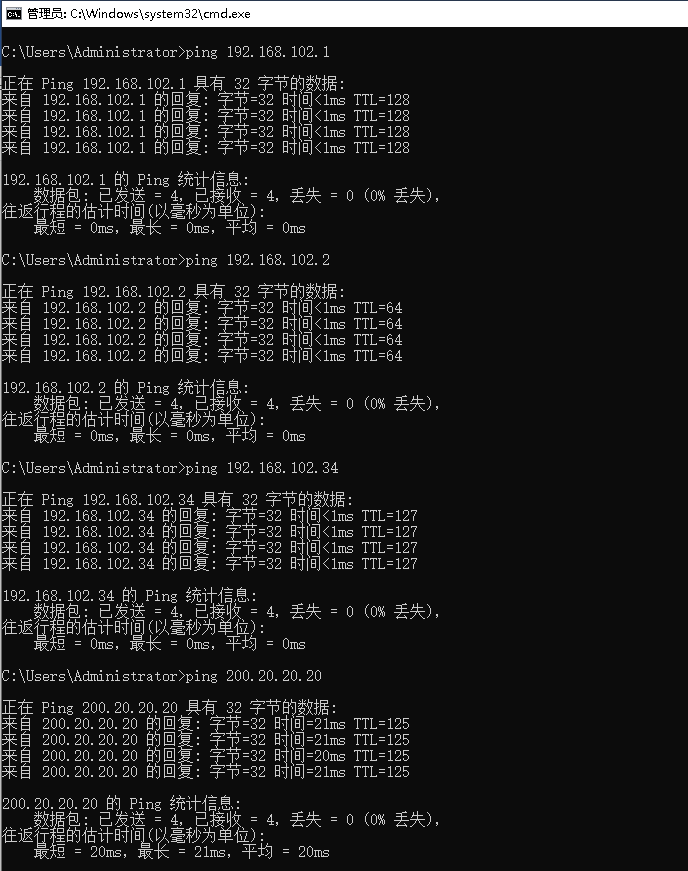 管理员: C:\Windows\system32\cmd.exe
C:\Users\Administrator>ping 192.168.102.1
正在 Ping 192.168.102.1 具有 32 字节的数据:
来自 192.168.102.1 的回复: 字节=32 时间<1ms TTL=128
来自 192.168.102.1 的回复: 字节=32 时间<1ms TTL=128
来自 192.168.102.1 的回复: 字节=32 时间<1ms TTL=128
来自 192.168.102.1 的回复: 字节=32 时间<1ms TTL=128
192.168.102.1 的 Ping 统计信息:
数据包: 已发送 = 4，已接收 = 4，丢失 = 0 (0% 丢失)，
往返行程的估计时间(以毫秒为单位):
最短 = 0ms，最长 = 0ms，平均 = 0ms
C:\Users\Administrator>ping 192.168.102.2
正在 Ping 192.168.102.2 具有 32 字节的数据:
来自 192.168.102.2 的回复: 字节=32 时间<1ms TTL=64
来自 192.168.102.2 的回复: 字节=32 时间<1ms TTL=64
来自 192.168.102.2 的回复: 字节=32 时间<1ms TTL=64
来自 192.168.102.2 的回复: 字节=32 时间<1ms TTL=64
192.168.102.2 的 Ping 统计信息:
数据包: 已发送 = 4，已接收 = 4，丢失 = 0 (0% 丢失)，
往返行程的估计时间(以毫秒为单位):
最短 = 0ms，最长 = 0ms，平均 = 0ms
C:\Users\Administrator>ping 192.168.102.34
正在 Ping 192.168.102.34 具有 32 字节的数据:
来自 192.168.102.34 的回复: 字节=32 时间<1ms TTL=127
来自 192.168.102.34 的回复: 字节=32 时间<1ms TTL=127
来自 192.168.102.34 的回复: 字节=32 时间<1ms TTL=127
来自 192.168.102.34 的回复: 字节=32 时间<1ms TTL=127
192.168.102.34 的 Ping 统计信息:
数据包: 已发送 = 4，已接收 = 4，丢失 = 0 (0% 丢失)，
往返行程的估计时间(以毫秒为单位):
最短 = 0ms，最长 = 0ms，平均 = 0ms
C:\Users\Administrator>ping 200.20.20.20
正在 Ping 200.20.20.20 具有 32 字节的数据:
来自 200.20.20.20 的回复: 字节=32 时间=21ms TTL=125
来自 200.20.20.20 的回复: 字节=32 时间=21ms TTL=125
来自 200.20.20.20 的回复: 字节=32 时间=20ms TTL=125
来自 200.20.20.20 的回复: 字节=32 时间=21ms TTL=125
200.20.20.20 的 Ping 统计信息:
数据包: 已发送 = 4，已接收 = 4，丢失 = 0 (0% 丢失)，
往返行程的估计时间(以毫秒为单位):
最短 = 20ms，最长 = 21ms，平均 = 20ms